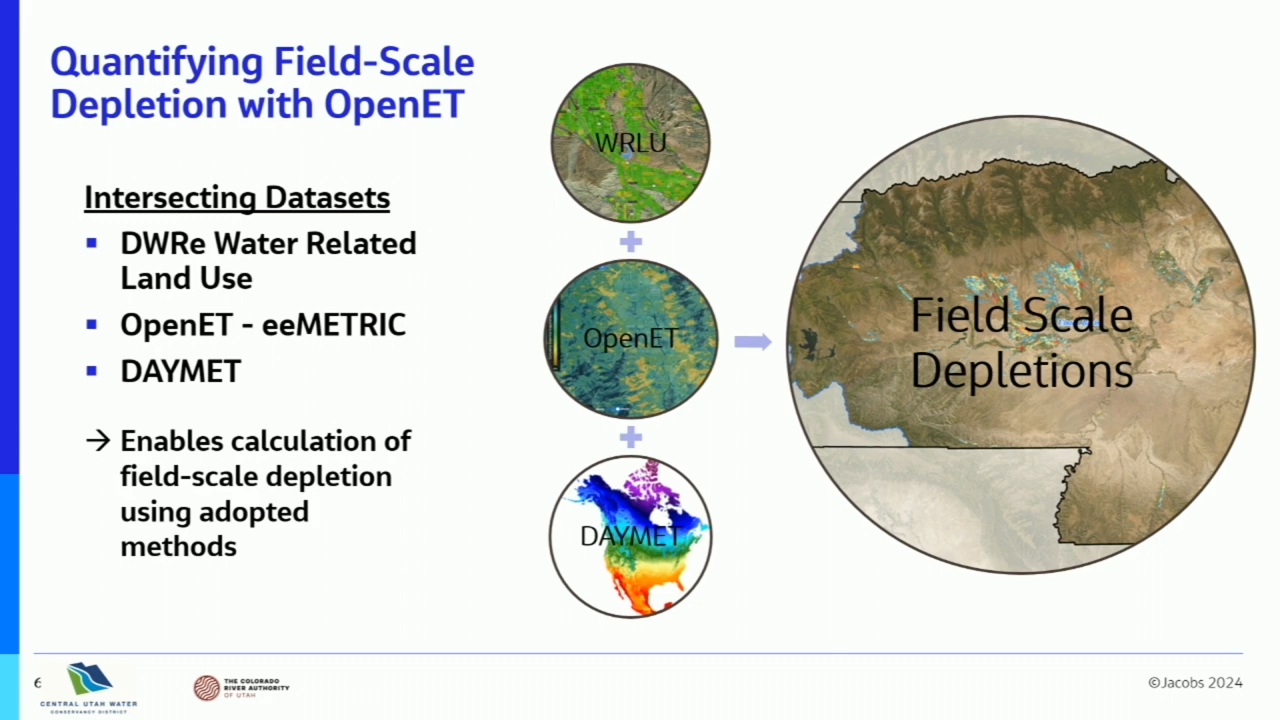 Quantifying Field-Scale
Depletion with OpenET
Intersecting Datasets
▪ DWRe Water Related
Land Use
▪ OpenET - eeMETRIC
▪ DAYMET
→ Enables calculation of
field-scale depletion
using adopted
methods
WRLU
+
OpenET
+
DAYMET
Field Scale
Depletions
6
CENTRAL UTAH WATER
CONSERVANCY DISTRICT
THE COLORADO
RIVER AUTHORITY
OF UTAH
©Jacobs 2024